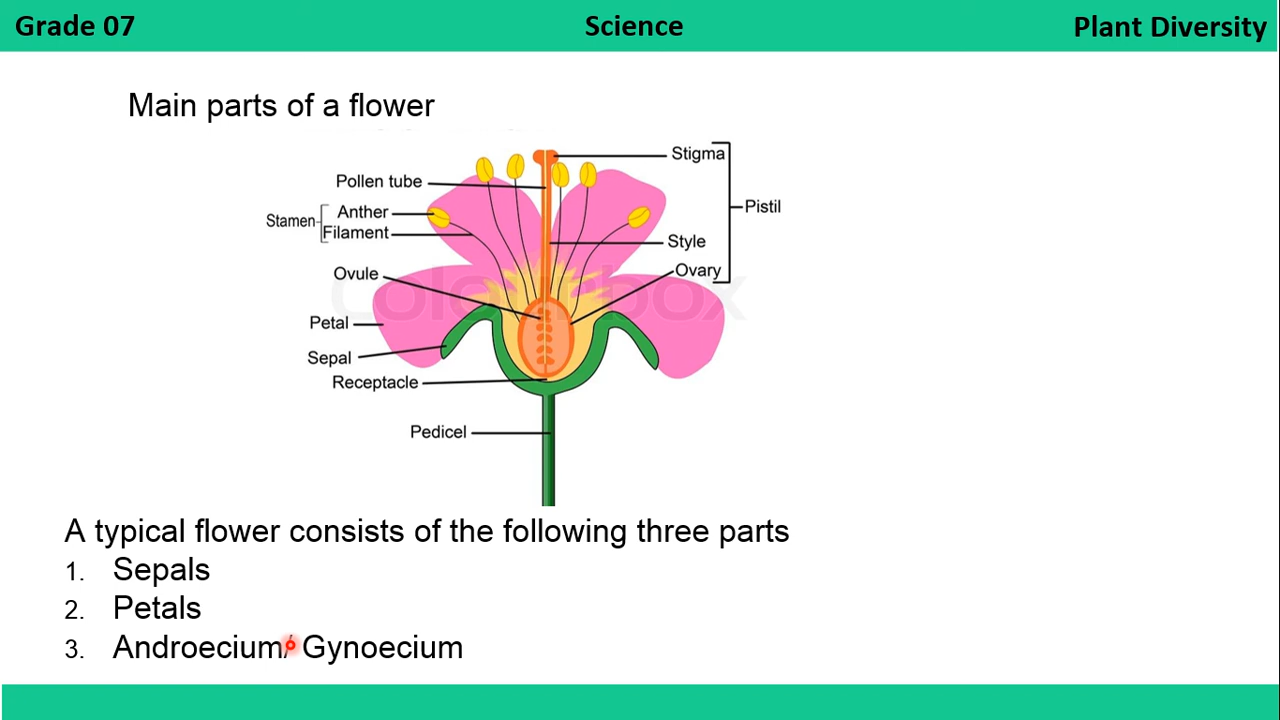 Grade 07 Science Plant Diversity
Main parts of a flower
Stigma
Pollen tube
Pistil
Stamen
Anther
Filament
Style
Ovary
Ovule
Petal
Sepal
Receptacle
Pedicel
A typical flower consists of the following three parts
1. Sepals
2. Petals
3. Androecium/ Gynoecium